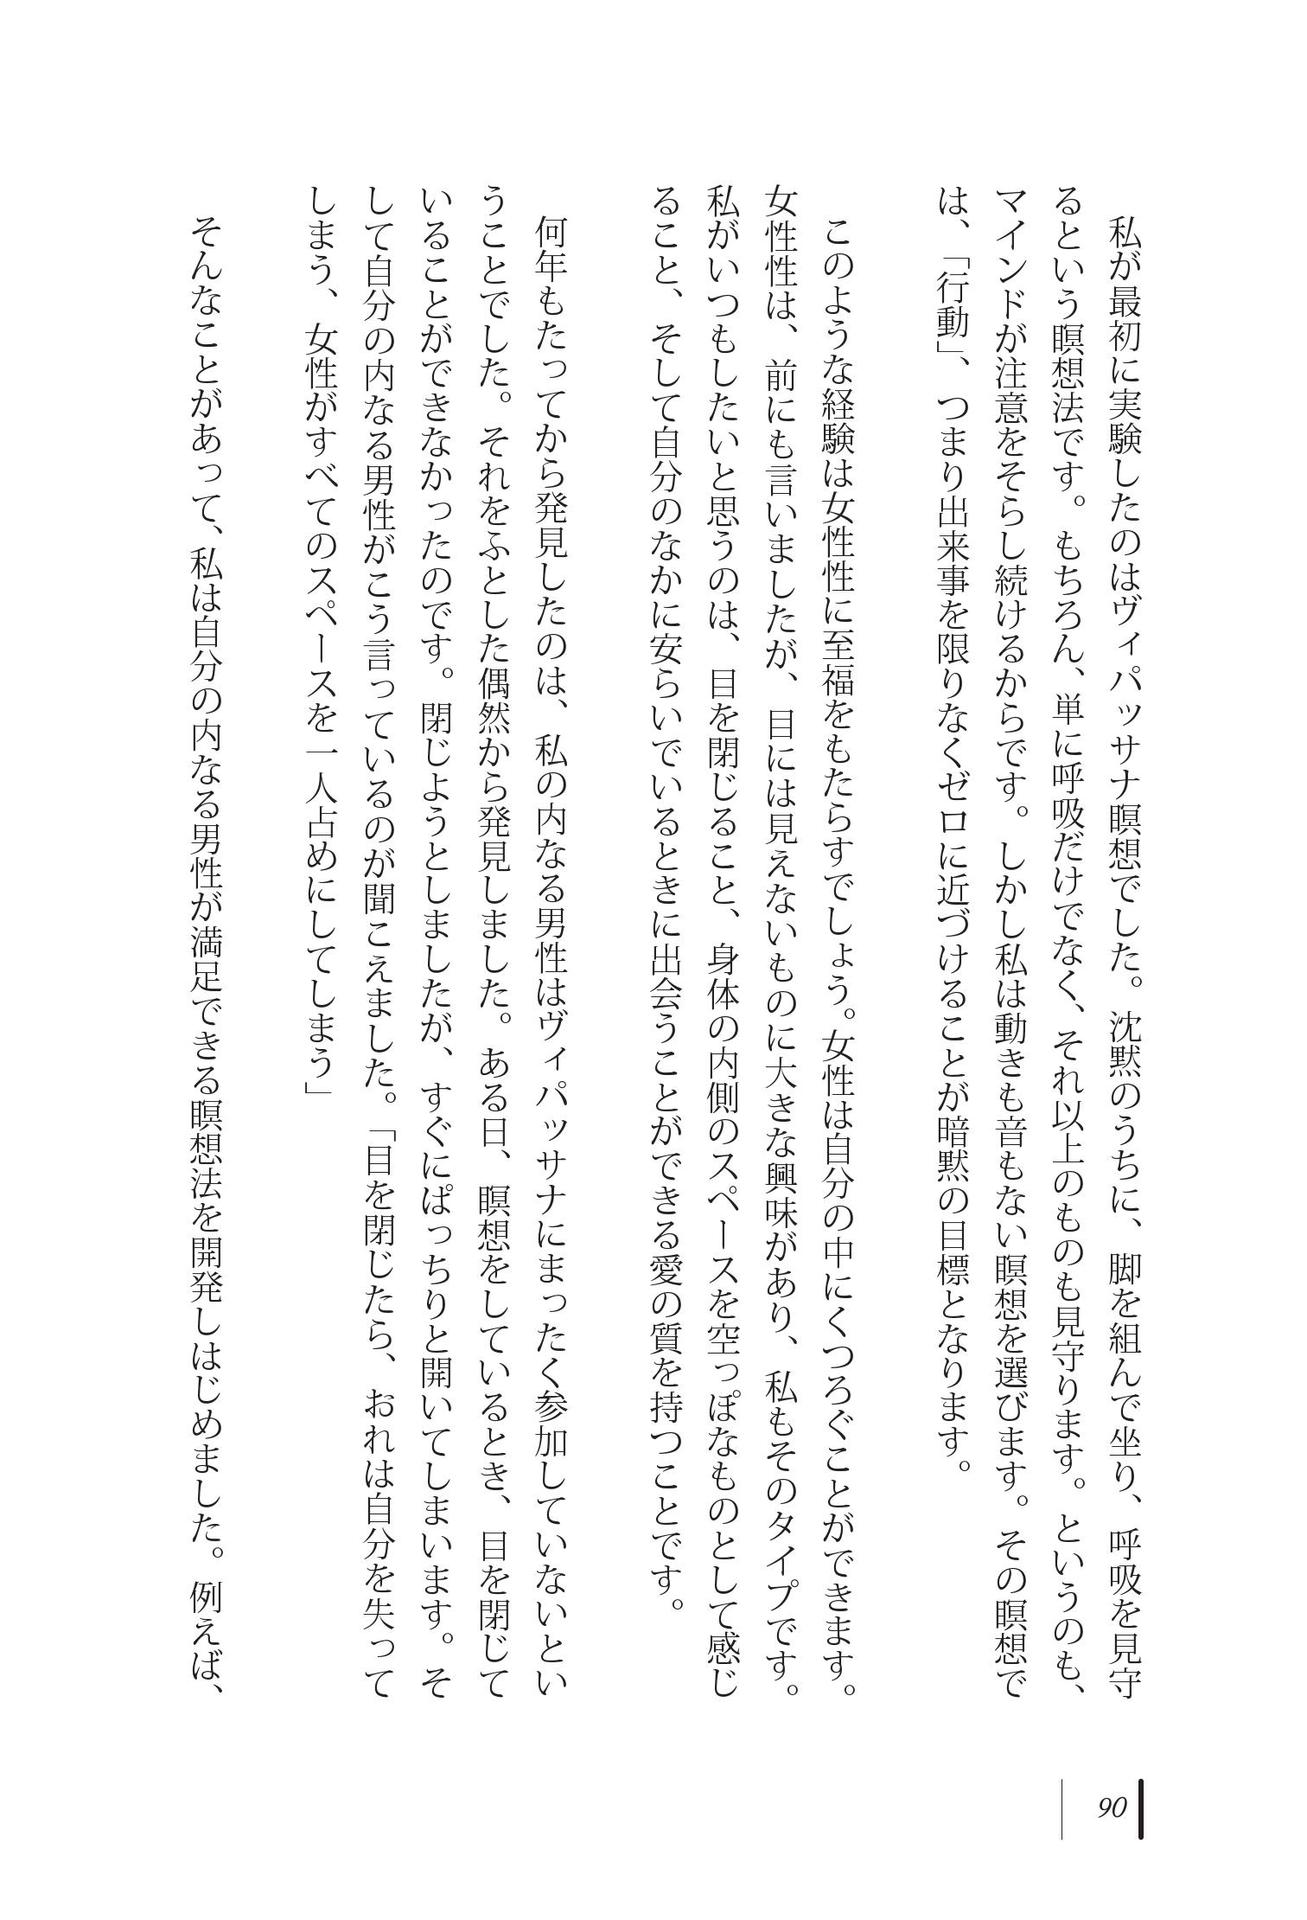 私が最初に実験したのはヴィパッサナ瞑想でした。沈黙のうちに、脚を組んで坐り、呼吸を見守
るという瞑想法です。もちろん、単に呼吸だけでなく、それ以上のものも見守ります。というのも、
マインドが注意をそらし続けるからです。しかし私は動きも音もない瞑想を選びます。その瞑想で
は、「行動」、つまり出来事を限りなくゼロに近づけることが暗黙の目標となります。
このような経験は女性性に至福をもたらすでしょう。女性は自分の中にくつろぐことができます。
女性性は、前にも言いましたが、目には見えないものに大きな興味があり、私もそのタイプです。
私がいつもしたいと思うのは、目を閉じること、身体の内側のスペースを空っぽなものとして感じ
ること、そして自分のなかに安らいでいるときに出会うことができる愛の質を持つことです。
何年もたってから発見したのは、私の内なる男性はヴィパッサナにまったく参加していないとい
うことでした。それをふとした偶然から発見しました。ある日、瞑想をしているとき、目を閉じて
いることができなかったのです。閉じようとしましたが、すぐにぱっちりと開いてしまいます。そ
して自分の内なる男性がこう言っているのが聞こえました。「目を閉じたら、おれは自分を失って
しまう、女性がすべてのスペースを一人占めにしてしまう」
そんなことがあって、私は自分の内なる男性が満足できる瞑想法を開発しはじめました。例えば、
90